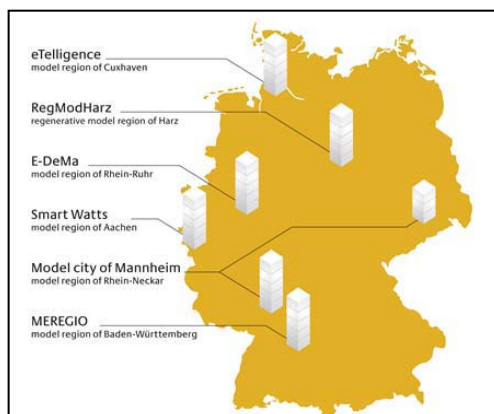 eTelligence
model region of Cuxhaven
RegModHarz
regenerative model region of Harz
E-DeMa
model region of Rhein-Ruhr
Smart Watts
model region of Aachen
Model city of Mannheim
model region of Rhein-Neckar
MEREGIO
model region of Baden-Württemberg